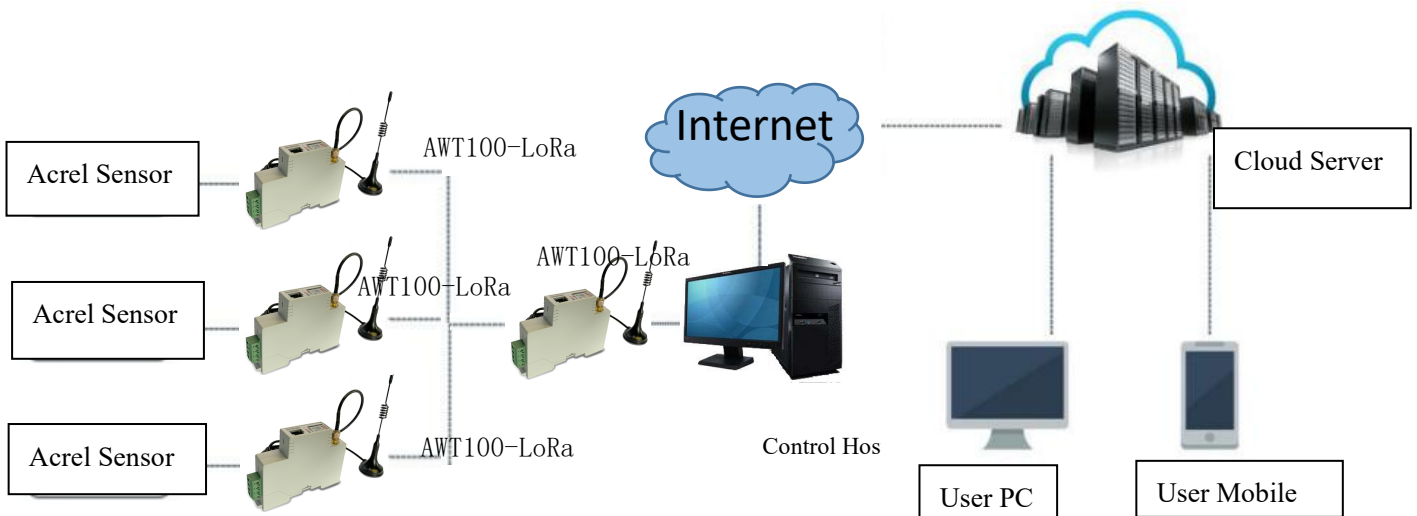 Internet
AWT100-LoRa
Acrel Sensor
Cloud Server
AWT100-LoRa
AWT100-LoRa
Acrel Sensor
AWT100-LoRa
Control Hos
Acrel Sensor
User PC
User Mobile